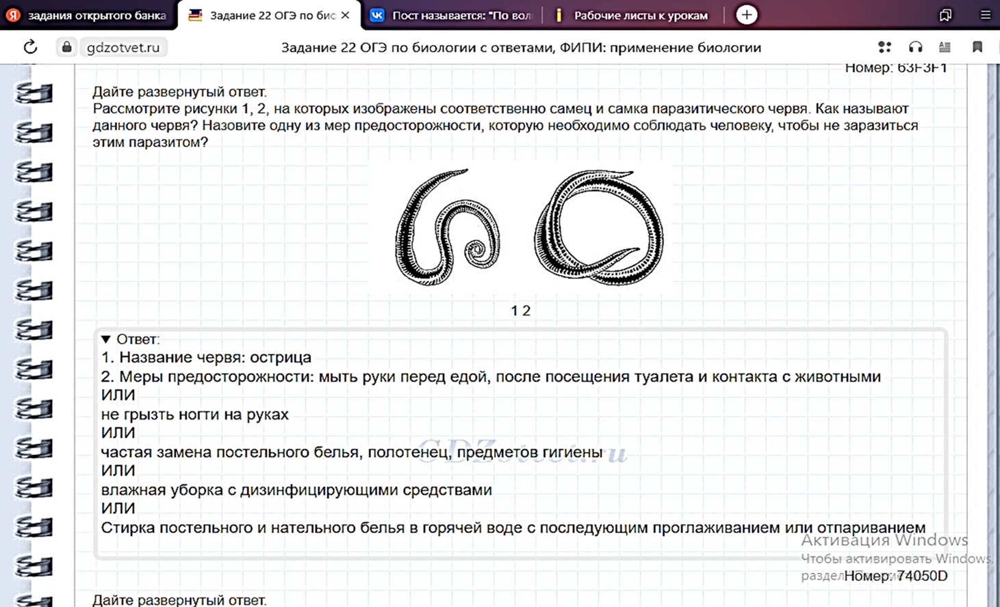 Я задания открытого банка
Задание 22 ОГЭ по био
Пост называется: "По вол
Рабочие листы к урокам
gdzotvet.ru
Задание 22 ОГЭ по биологии с ответами, ФИПИ: применение биологии
Номер: 63F3F1
Дайте развернутый ответ.
Рассмотрите рисунки 1, 2, на которых изображены соответственно самец и самка паразитического червя. Как называют
данного червя? Назовите одну из мер предосторожности, которую необходимо соблюдать человеку, чтобы не заразиться
этим паразитом?
1 2
Ответ:
1. Название червя: острица
2. Меры предосторожности: мыть руки перед едой, после посещения туалета и контакта с животными
ИЛИ
не грызть ногти на руках
ИЛИ
частая замена постельного белья, полотенец, предметов гигиены
GDZotvet.ru
ИЛИ
влажная уборка с дизинфицирующими средствами
ИЛИ
Стирка постельного и нательного белья в горячей воде с последующим проглаживанием или отпариванием
Активация Windows
Чтобы активировать Windows,
раздел
Номер: 74050D
Дайте развернутый ответ.